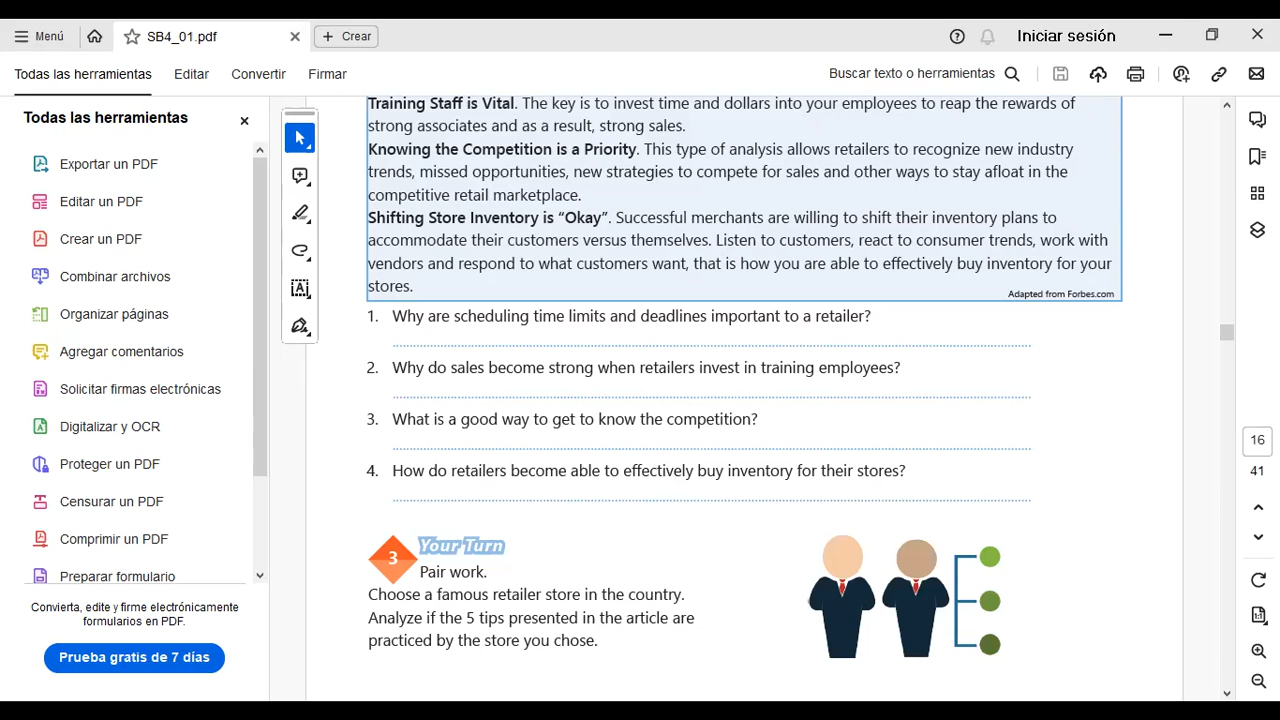 Menú
SB4_01.pdf
Crear
Iniciar sesión
Todas las herramientas
Editar
Convertir
Firmar
Buscar texto o herramientas
Todas las herramientas
Exportar un PDF
Editar un PDF
Crear un PDF
Combinar archivos
Organizar páginas
Agregar comentarios
Solicitar firmas electrónicas
Digitalizar y OCR
Proteger un PDF
Censurar un PDF
Comprimir un PDF
Preparar formulario
Convierta, edite y firme electrónicamente
formularios en PDF.
Prueba gratis de 7 días
Training Staff is Vital. The key is to invest time and dollars into your employees to reap the rewards of
strong associates and as a result, strong sales.
Knowing the Competition is a Priority. This type of analysis allows retailers to recognize new industry
trends, missed opportunities, new strategies to compete for sales and other ways to stay afloat in the
competitive retail marketplace.
Shifting Store Inventory is “Okay”. Successful merchants are willing to shift their inventory plans to
accommodate their customers versus themselves. Listen to customers, react to consumer trends, work with
vendors and respond to what customers want, that is how you are able to effectively buy inventory for your
stores.
Adapted from Forbes.com
1. Why are scheduling time limits and deadlines important to a retailer?
2. Why do sales become strong when retailers invest in training employees?
3. What is a good way to get to know the competition?
4. How do retailers become able to effectively buy inventory for their stores?
3 Your Turn
Pair work.
Choose a famous retailer store in the country.
Analyze if the 5 tips presented in the article are
practiced by the store you chose.
16
41